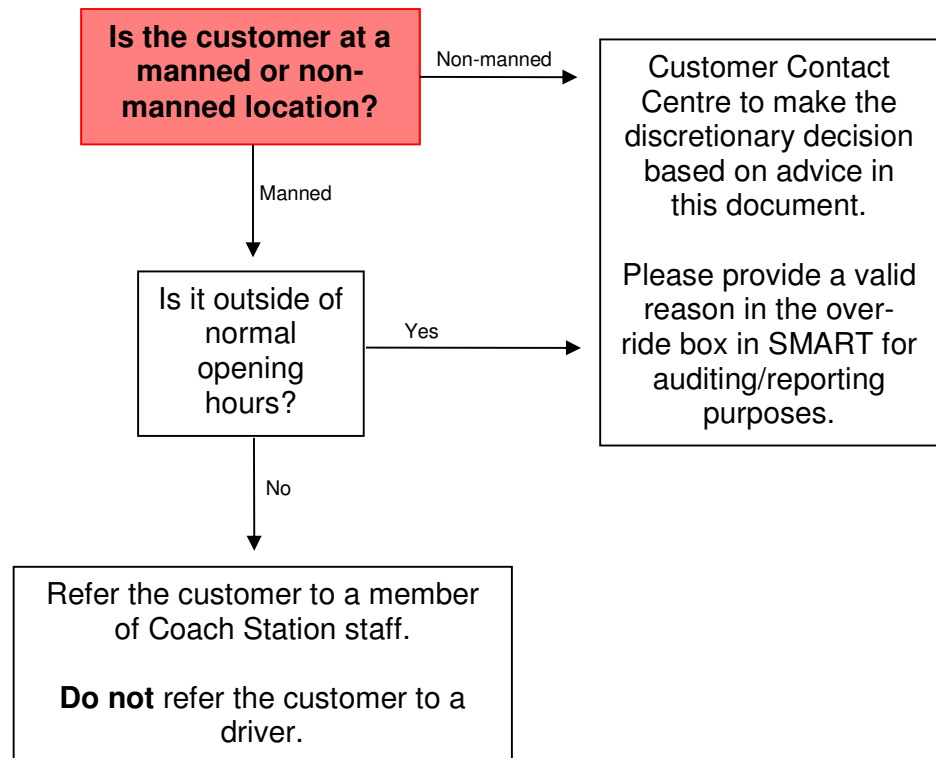 Is the customer at a
manned or non-
manned location?
Non-manned
Customer Contact
Centre to make the
discretionary decision
based on advice in
this document.
Please provide a valid
reason in the over-
ride box in SMART for
auditing/reporting
purposes.
Manned
Is it outside of
normal
opening
hours?
Yes
No
Refer the customer to a member
of Coach Station staff.
Do not refer the customer to a
driver.